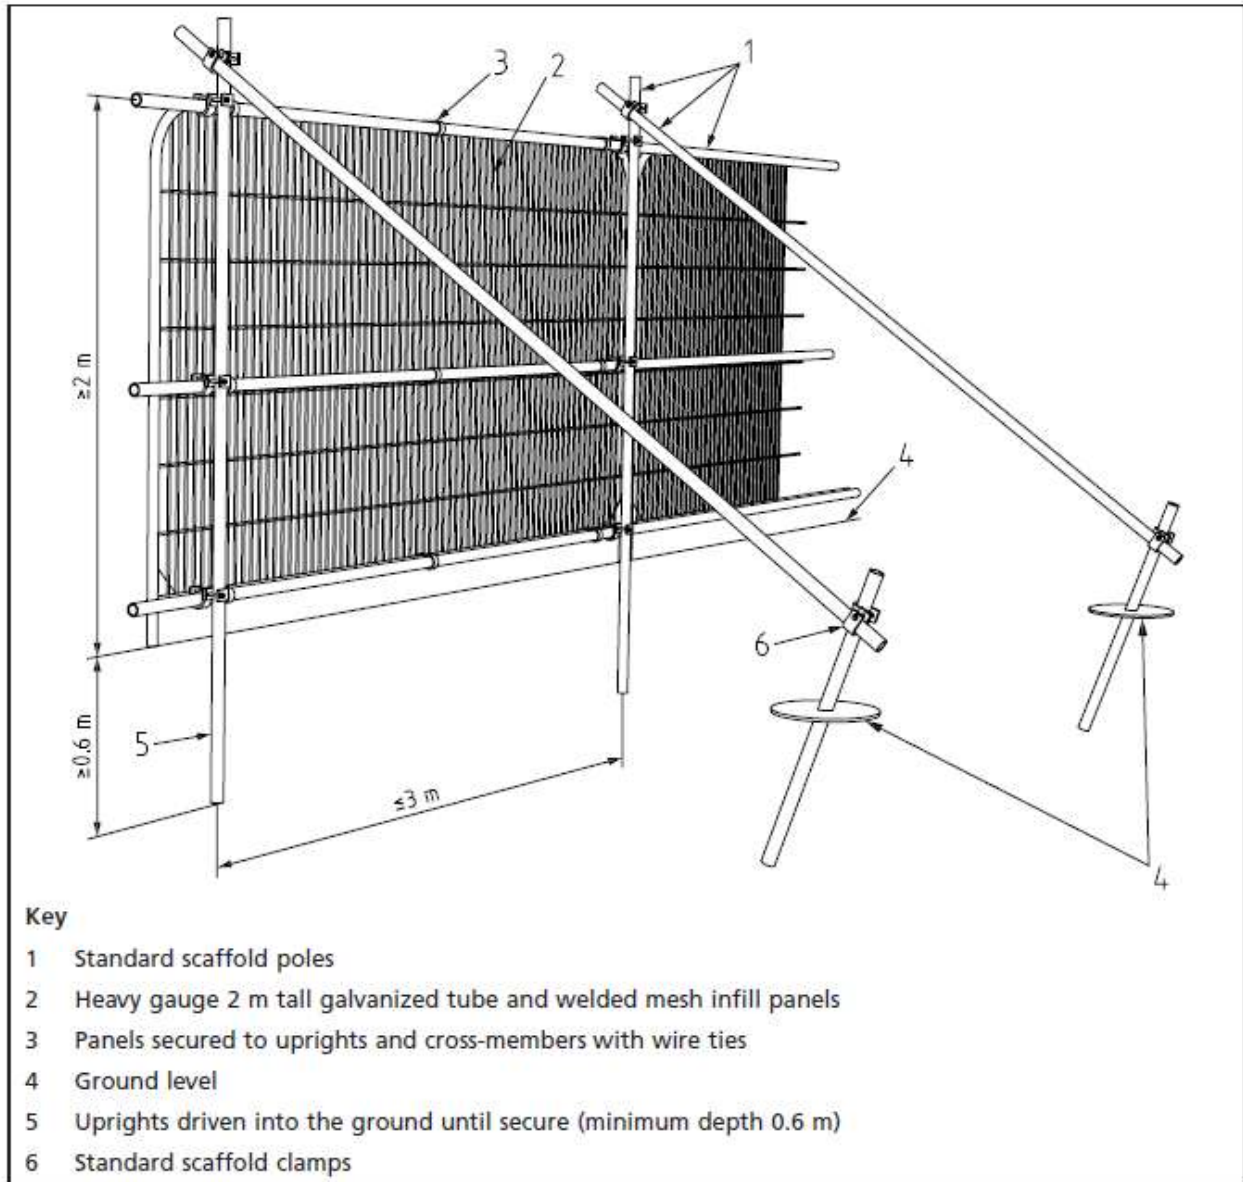 1
3
2
≥2 m
4
6
5
≥0.6 m
≤3 m
4
Key
1 Standard scaffold poles
2 Heavy gauge 2 m tall galvanized tube and welded mesh infill panels
3 Panels secured to uprights and cross-members with wire ties
4 Ground level
5 Uprights driven into the ground until secure (minimum depth 0.6 m)
6 Standard scaffold clamps